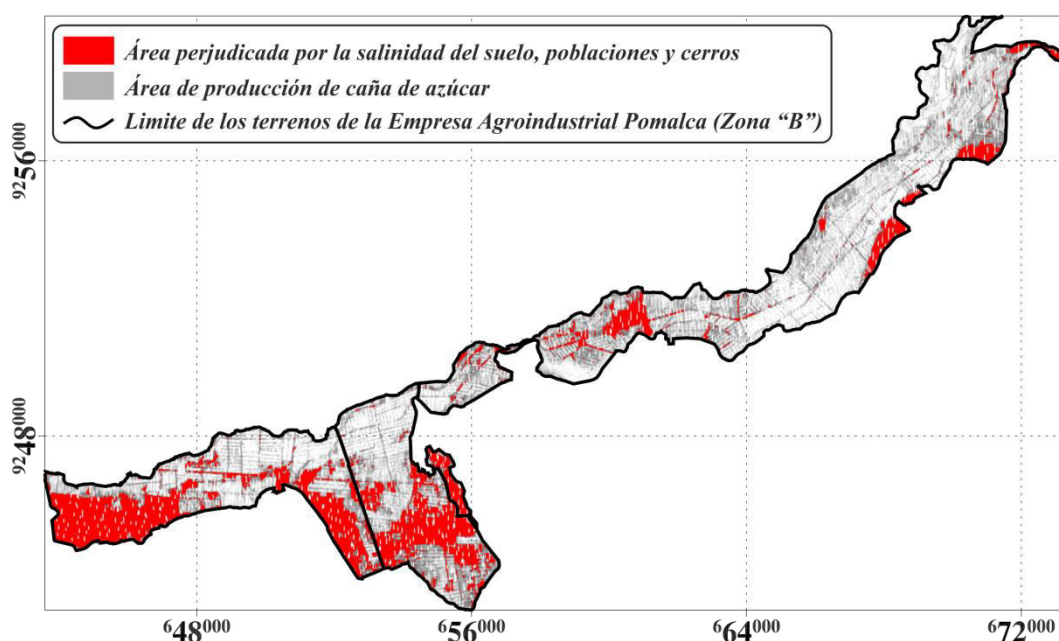 Área perjudicada por la salinidad del suelo, poblaciones y cerros
Área de producción de caña de azúcar
Limite de los terrenos de la Empresa Agroindustrial Pomalca (Zona “B”)
9256000
9248000
648000
656000
664000
672000